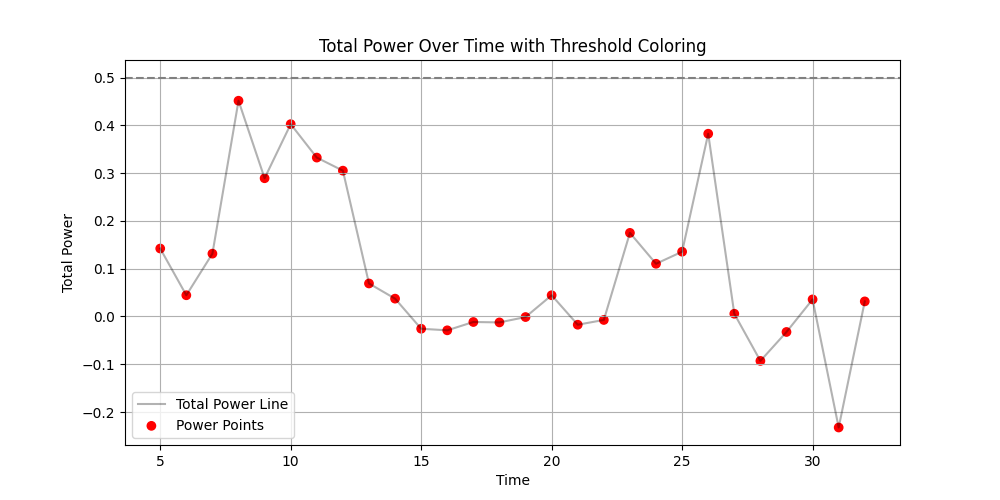 Total Power Over Time with Threshold Coloring
Total Power
0.5
0.4
0.3
0.2
0.1
0.0
−0.1
−0.2
Total Power Line
Power Points
5 10 15 20 25 30
Time